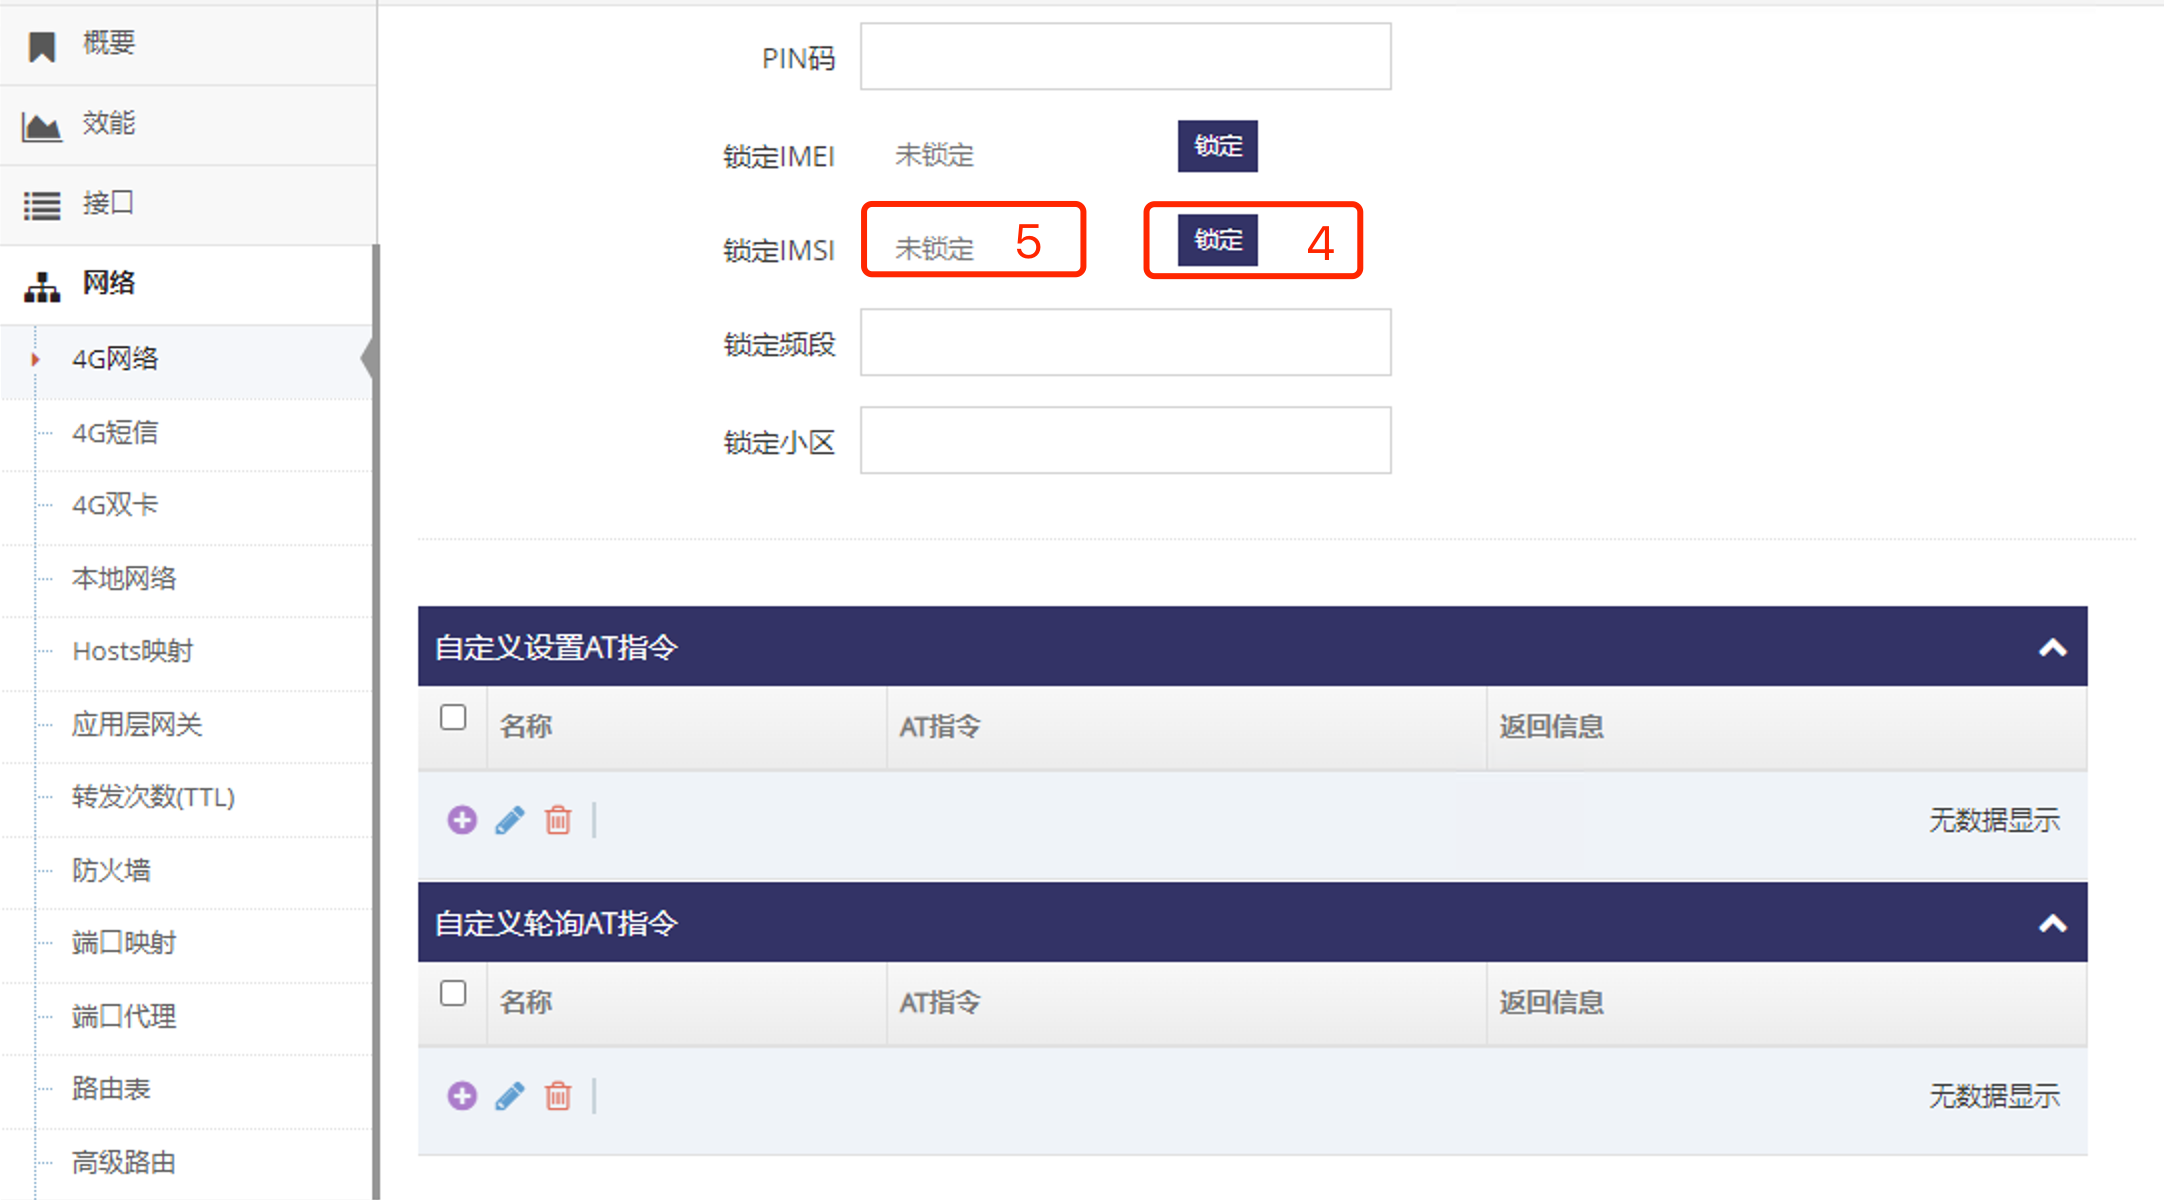 概要
效能
接口
网络
4G网络
4G短信
4G双卡
本地网络
Hosts映射
应用层网关
转发次数(TTL)
防火墙
端口映射
端口代理
路由表
高级路由
PIN码
锁定IMEI 未锁定 锁定
锁定IMSI 未锁定 5 锁定 4
锁定频段
锁定小区
自定义设置AT指令
名称 AT指令 返回信息
无数据显示
自定义轮询AT指令
名称 AT指令 返回信息
无数据显示